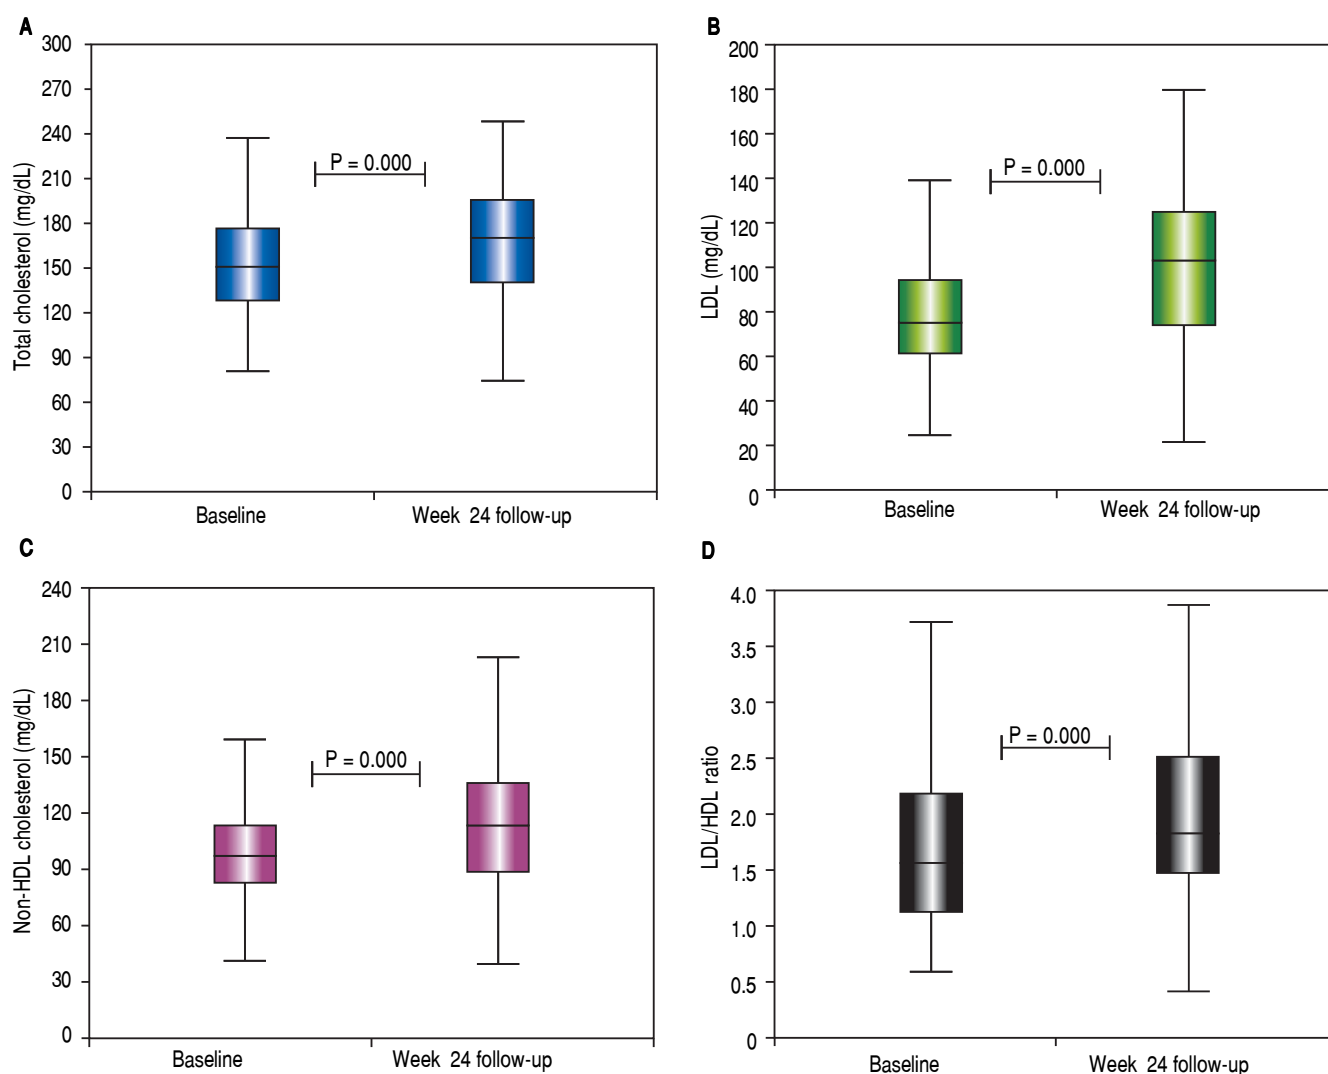 A
300
270
240
210
180
150
120
90
60
30
0
Total cholesterol (mg/dL)
P = 0.000
Baseline
Week 24 follow-up
B
200
180
160
140
120
100
80
60
40
20
0
LDL (mg/dL)
P = 0.000
Baseline
Week 24 follow-up
C
240
210
180
150
120
90
60
30
0
Non-HDL cholesterol (mg/dL)
P = 0.000
Baseline
Week 24 follow-up
D
4.0
3.5
3.0
2.5
2.0
1.5
1.0
0.5
0
LDL/HDL ratio
P = 0.000
Baseline
Week 24 follow-up